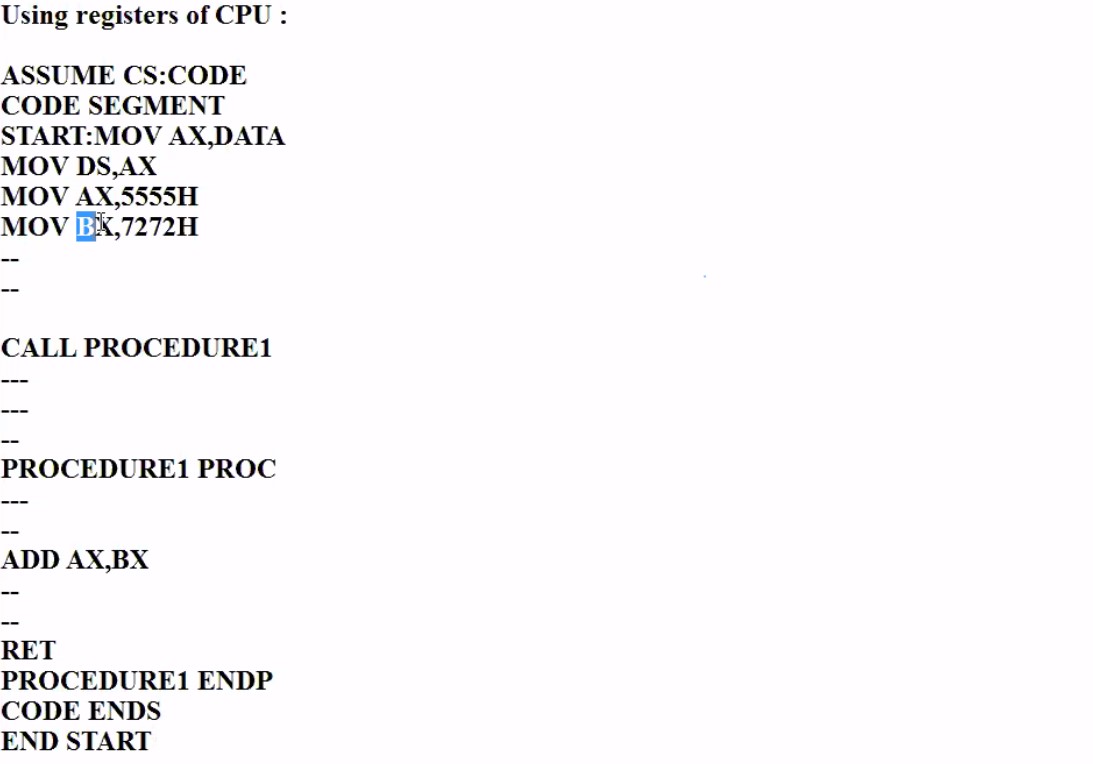 Using registers of CPU :
ASSUME CS:CODE
CODE SEGMENT
START:MOV AX,DATA
MOV DS,AX
MOV AX,5555H
MOV BX,7272H
--
--
CALL PROCEDURE1
---
---
--
PROCEDURE1 PROC
---
--
ADD AX,BX
--
--
RET
PROCEDURE1 ENDP
CODE ENDS
END START